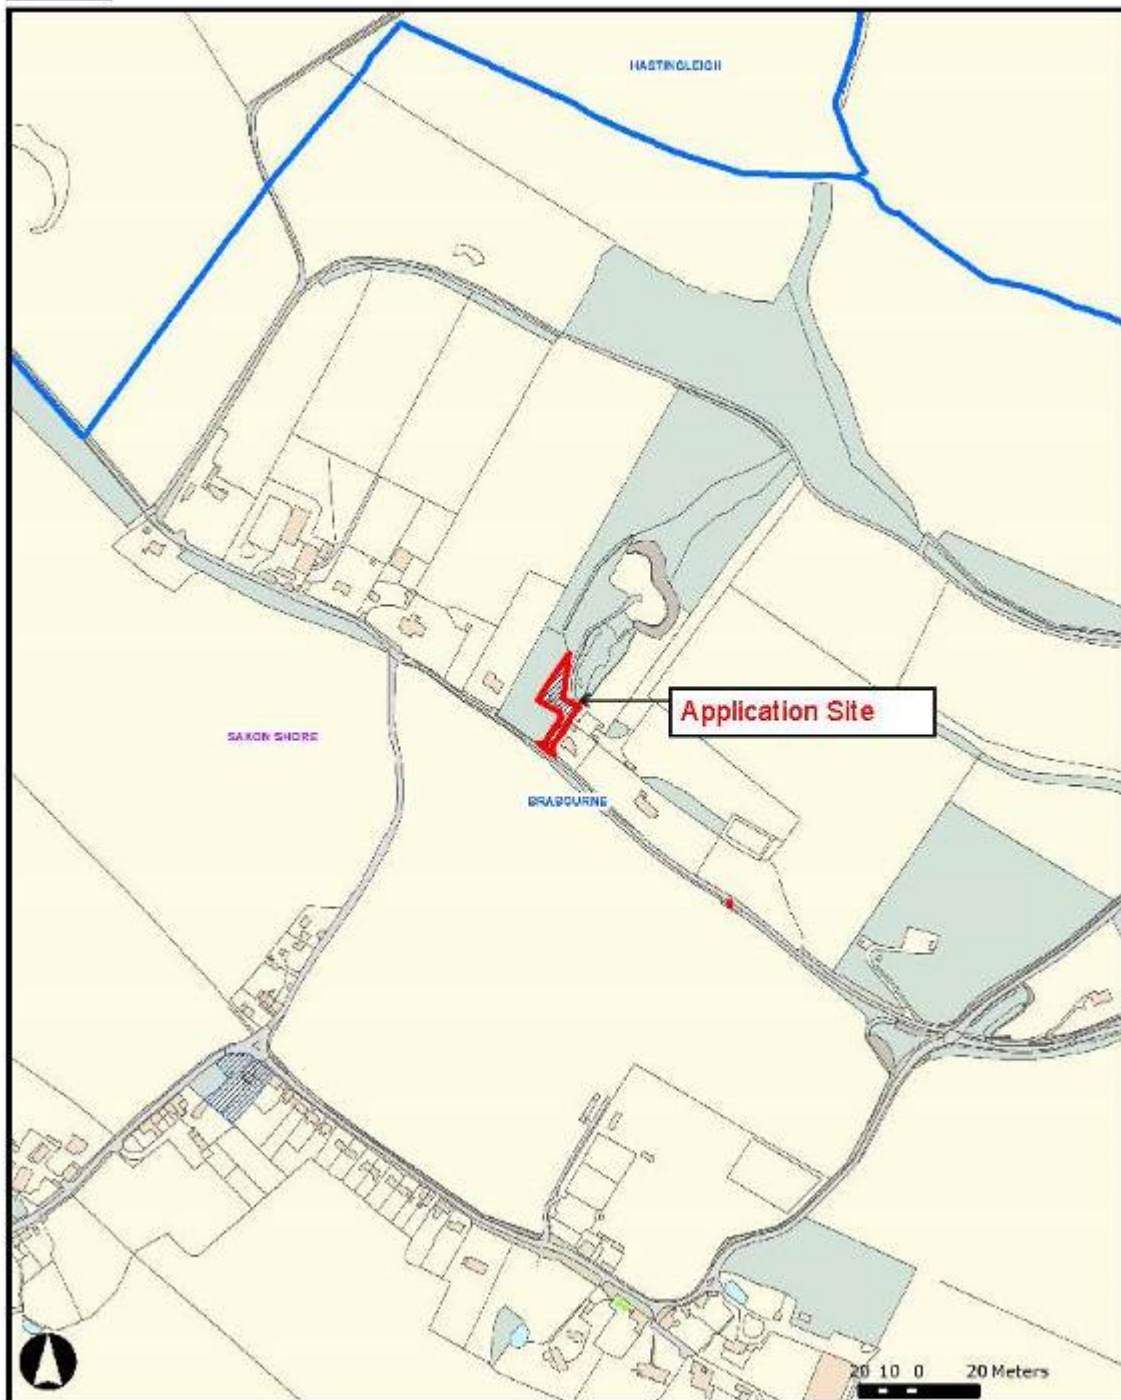 HASTINGLEIGH
Application Site
SAXON SHORE
BRABOURNE
20 10 0 20 Meters